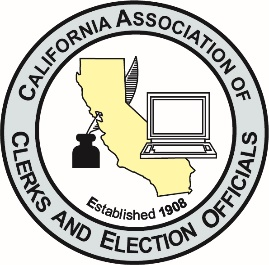 CALIFORNIA ASSOCIATION OF
CLERKS AND ELECTION OFFICIALS
Established 1908